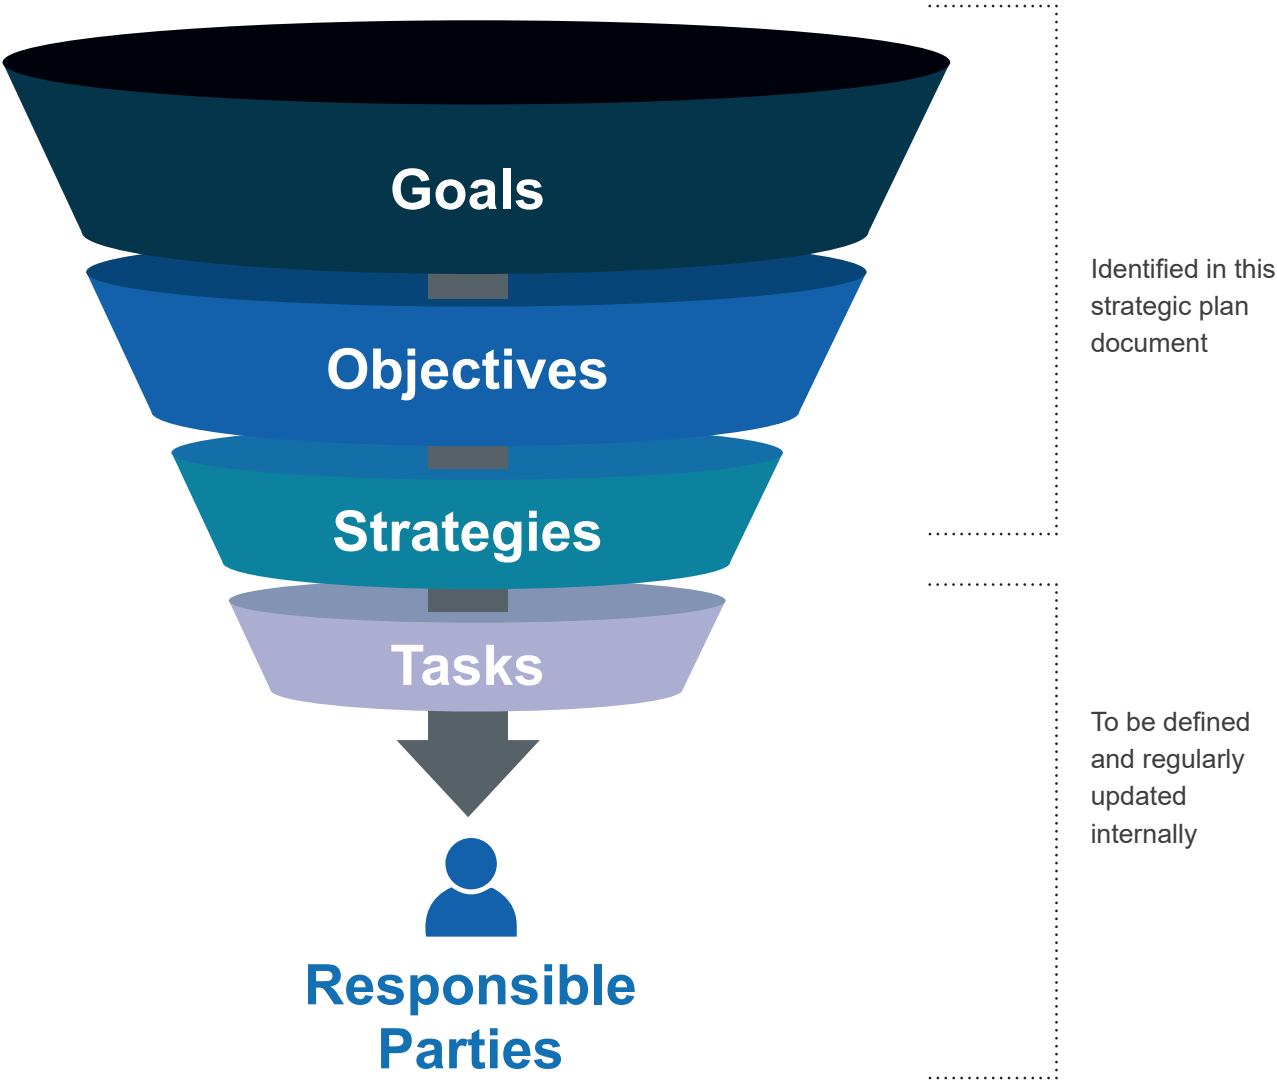 Goals
Objectives
Strategies
Tasks
Responsible
Parties
Identified in this
strategic plan
document
To be defined
and regularly
updated
internally